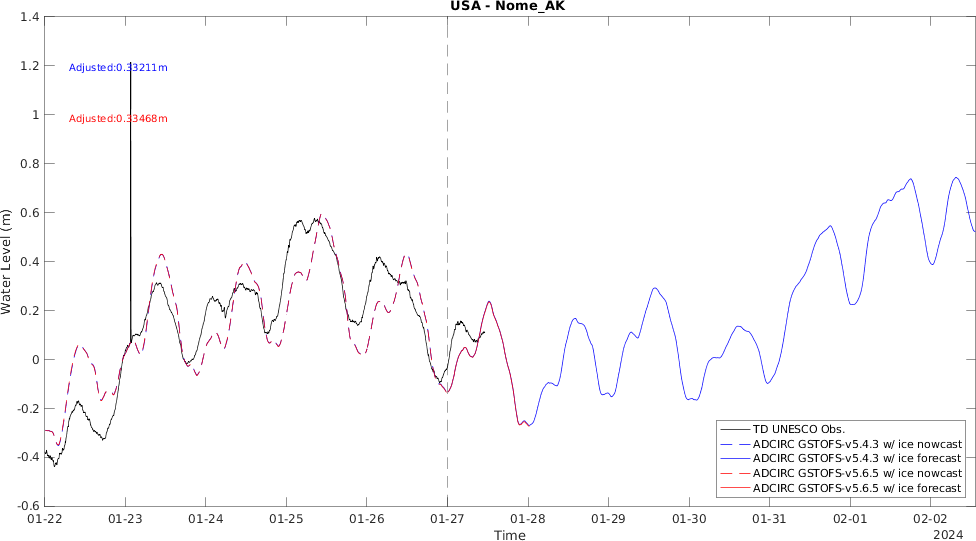 USA - Nome_AK
1.4
1.2
1
0.8
0.6
0.4
0.2
0
-0.2
-0.4
-0.6
Water Level (m)
Adjusted:0.33211m
Adjusted:0.33468m
TD UNESCO Obs.
ADCIRC GSTOFS-v5.4.3 w/ ice nowcast
ADCIRC GSTOFS-v5.4.3 w/ ice forecast
ADCIRC GSTOFS-v5.6.5 w/ ice nowcast
ADCIRC GSTOFS-v5.6.5 w/ ice forecast
01-22 01-23 01-24 01-25 01-26 01-27 01-28 01-29 01-30 01-31 02-01 02-02
Time
2024